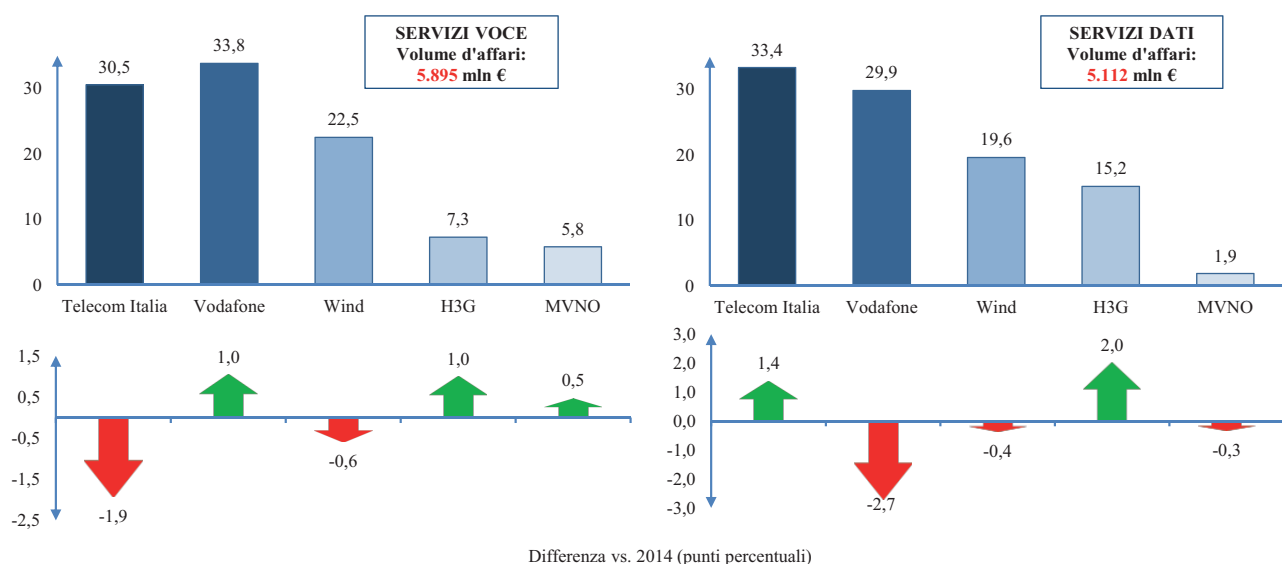 SERVIZI VOCE
Volume d'affari:
5.895 mln €
30,5
33,8
22,5
7,3
5,8
30
20
10
0
Telecom Italia
Vodafone
Wind
H3G
MVNO
1,5
0,5
-0,5
-1,5
-2,5
-1,9
1,0
-0,6
1,0
0,5
SERVIZI DATI
Volume d'affari:
5.112 mln €
33,4
29,9
19,6
15,2
1,9
30
20
10
0
Telecom Italia
Vodafone
Wind
H3G
MVNO
3,0
2,0
1,0
0,0
-1,0
-2,0
-3,0
1,4
-2,7
-0,4
2,0
-0,3
Differenza vs. 2014 (punti percentuali)